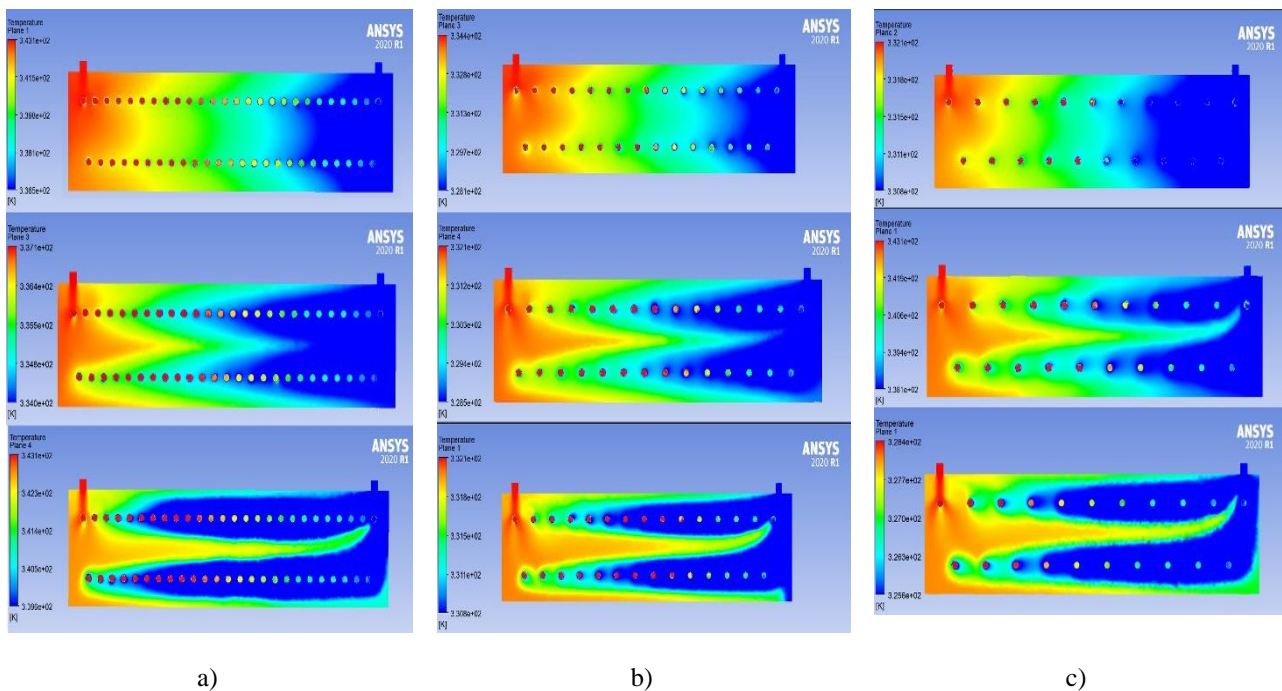 Temperature
Plane 1
3.431e+02
3.415e+02
3.398e+02
3.381e+02
3.365e+02
[K]
ANSYS
2020 R1
Temperature
Plane 3
3.371e+02
3.364e+02
3.355e+02
3.348e+02
3.340e+02
[K]
ANSYS
2020 R1
Temperature
Plane 4
3.431e+02
3.423e+02
3.414e+02
3.405e+02
3.396e+02
[K]
ANSYS
2020 R1
a)
Temperature
Plane 3
3.344e+02
3.328e+02
3.313e+02
3.297e+02
3.281e+02
[K]
ANSYS
2020 R1
Temperature
Plane 4
3.321e+02
3.312e+02
3.303e+02
3.294e+02
3.285e+02
[K]
ANSYS
2020 R1
Temperature
Plane 1
3.321e+02
3.318e+02
3.315e+02
3.311e+02
3.308e+02
[K]
ANSYS
2020 R1
b)
Temperature
Plane 2
3.321e+02
3.318e+02
3.315e+02
3.311e+02
3.308e+02
[K]
ANSYS
2020 R1
Temperature
Plane 1
3.431e+02
3.419e+02
3.406e+02
3.394e+02
3.381e+02
[K]
ANSYS
2020 R1
Temperature
Plane 1
3.284e+02
3.277e+02
3.270e+02
3.263e+02
3.256e+02
[K]
ANSYS
2020 R1
c)